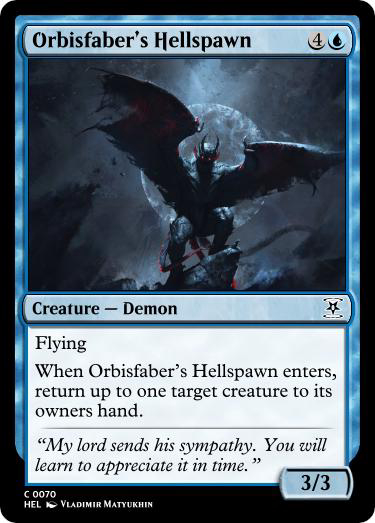 Orbisfaber's Hellspawn 4
Creature — Demon
Flying
When Orbisfaber's Hellspawn enters,
return up to one target creature to its
owners hand.
“My lord sends his sympathy. You will
learn to appreciate it in time.”
3/3
C 0070
HEL Vladimir Matyukhin